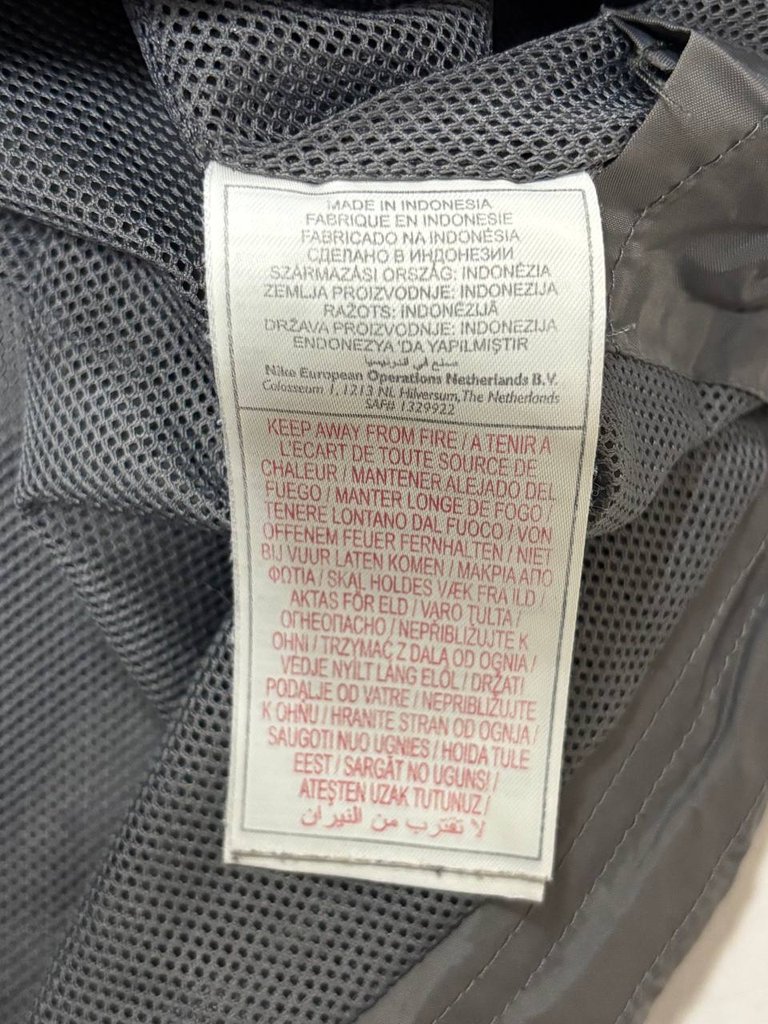 MADE IN INDONESIA
FABRIQUE EN INDONESIE
FABRICADO NA INDONÉSIA
СДЕЛАНО В ИНДОНЕЗИИ
SZÁRMAZÁSI ORSZÁG: INDONÉZIA
ZEMLJA PROIZVODNJE: INDONEZIJA
RAŽOTS: INDONĒZIJĀ
DRŽAVA PROIZVODNJE: INDONEZIJA
ENDONEZYA 'DA YAPILMIŞTIR
صنع في اندونيسيا
Nike European Operations Netherlands B.V.
Colosseum 1, 1213 NL Hilversum, The Netherlands
SAF# 1329922
KEEP AWAY FROM FIRE / A TENIR A
L'ECART DE TOUTE SOURCE DE
CHALEUR / MANTENER ALEJADO DEL
FUEGO / MANTER LONGE DE FOGO /
TENERE LONTANO DAL FUOCO / VON
OFFENEM FEUER FERNHALTEN / NIET
BIJ VUUR LATEN KOMEN / ΜΑΚΡΙΑ ΑΠΟ
ΦΩΤΙΑ / SKAL HOLDES VÆK FRA ILD /
AKTAS FÖR ELD / VARO TULTA /
ОГНЕОПАСНО / NEPŘIBLIŽUJTE K
OHNI / TRZYMAĆ Z DALA OD OGNIA /
VÉDJE NYÍLT LÁNG ELŐL / DRŽATI
PODALJE OD VATRE / NEPRIBLIŽUJTE
K OHŇU / HRANITE STRAN OD OGNJA /
SAUGOTI NUO UGNIES / HOIDA TULE
EEST / SARGĀT NO UGUNS! /
ATEŞTEN UZAK TUTUNUZ /
لا تقترب من النيران